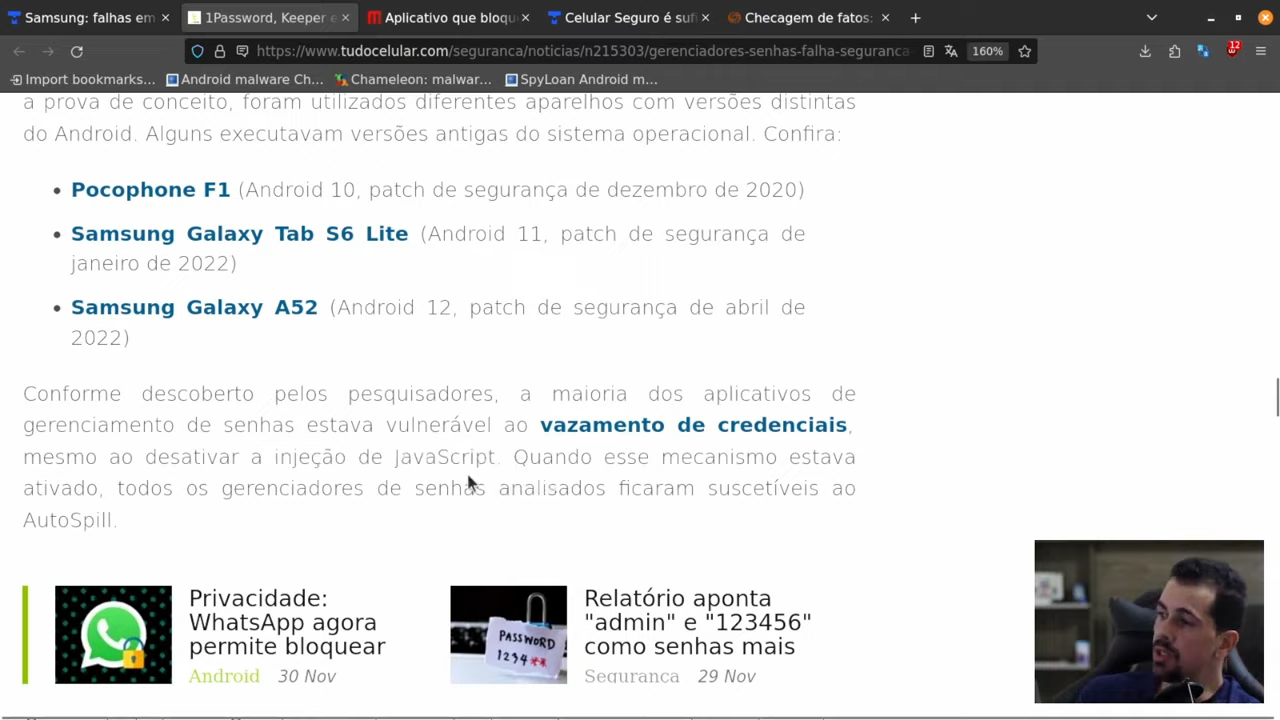 Samsung: falhas em
1Password, Keeper e
Aplicativo que bloqu
Celular Seguro é sufi
Checagem de fatos:
https://www.tudocelular.com/seguranca/noticias/n215303/gerenciadores-senhas-falha-seguranca-
160%
12
Import bookmarks...
Android malware Ch...
Chameleon: malwar...
SpyLoan Android m...
a prova de conceito, foram utilizados diferentes aparelhos com versões distintas
do Android. Alguns executavam versões antigas do sistema operacional. Confira:
• Pocophone F1 (Android 10, patch de segurança de dezembro de 2020)
• Samsung Galaxy Tab S6 Lite (Android 11, patch de segurança de
janeiro de 2022)
• Samsung Galaxy A52 (Android 12, patch de segurança de abril de
2022)
Conforme descoberto pelos pesquisadores, a maioria dos aplicativos de
gerenciamento de senhas estava vulnerável ao vazamento de credenciais,
mesmo ao desativar a injeção de JavaScript. Quando esse mecanismo estava
ativado, todos os gerenciadores de senhas analisados ficaram suscetíveis ao
AutoSpill.
Privacidade:
WhatsApp agora
permite bloquear
Android 30 Nov
PASSWORD
1234**
Relatório aponta
"admin" e "123456"
como senhas mais
Segurança 29 Nov